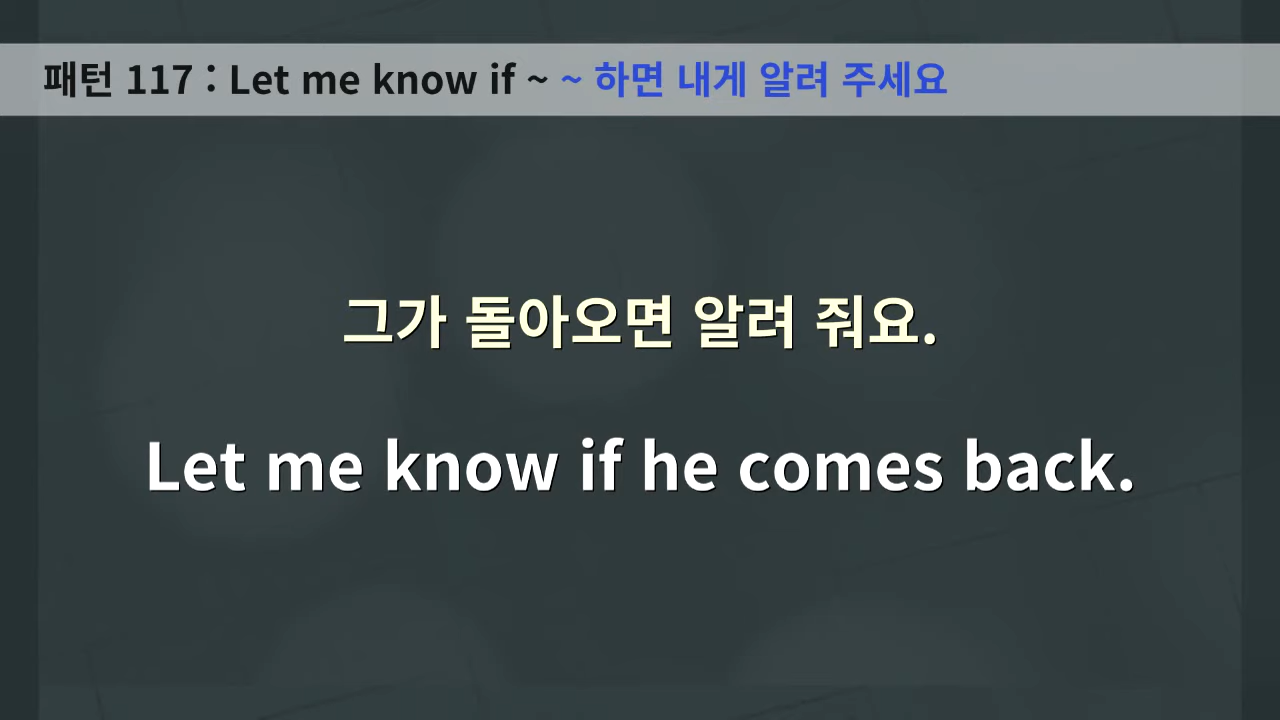 패턴 117 : Let me know if ~ ~ 하면 내게 알려 주세요
그가 돌아오면 알려 줘요.
Let me know if he comes back.